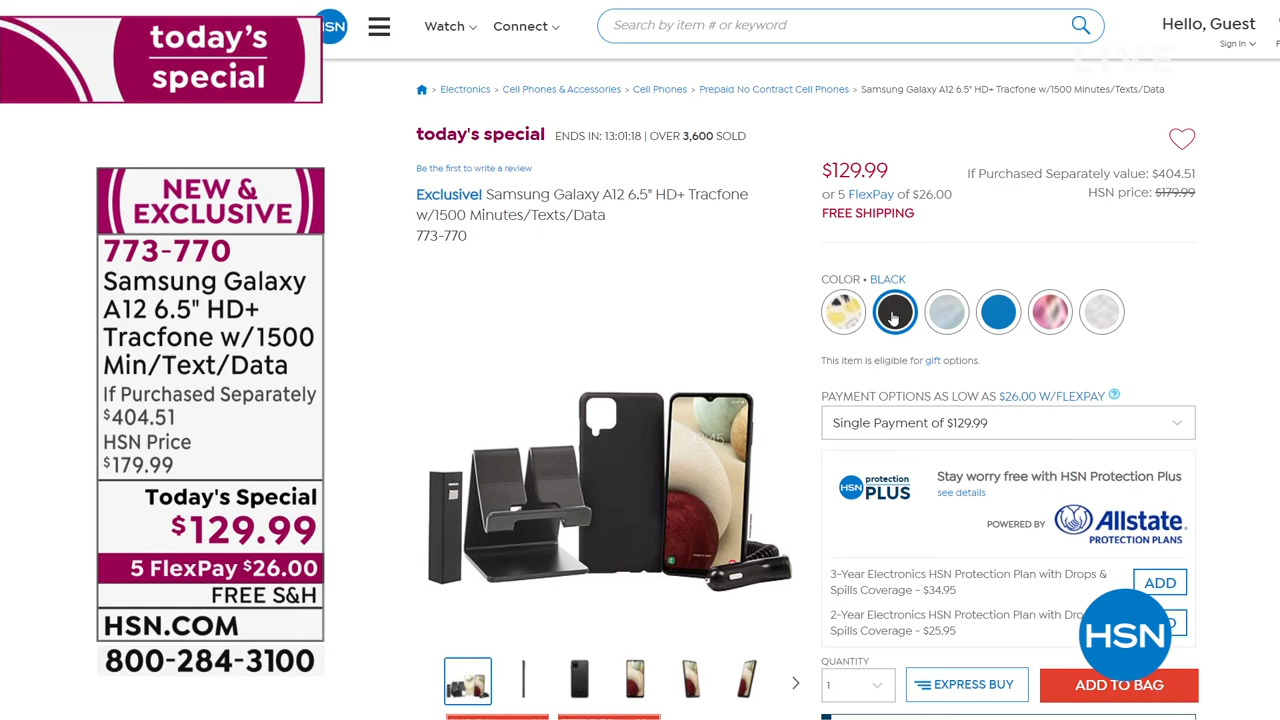 today's
special
HSN
Watch
Connect
Search by item # or keyword
Hello, Guest
Sign In
LIVE
Electronics > Cell Phones & Accessories > Cell Phones > Prepaid No Contract Cell Phones > Samsung Galaxy A12 6.5" HD+ Tracfone w/1500 Minutes/Texts/Data
today's special ENDS IN: 13:01:18 | OVER 3,600 SOLD
Be the first to write a review
Exclusive! Samsung Galaxy A12 6.5" HD+ Tracfone
w/1500 Minutes/Texts/Data
773-770
$129.99
or 5 FlexPay of $26.00
FREE SHIPPING
If Purchased Separately value: $404.51
HSN price: $179.99
COLOR • BLACK
This item is eligible for gift options.
PAYMENT OPTIONS AS LOW AS $26.00 W/FLEXPAY ?
Single Payment of $129.99
HSN protection PLUS
Stay worry free with HSN Protection Plus
see details
POWERED BY Allstate
PROTECTION PLANS
3-Year Electronics HSN Protection Plan with Drops &
Spills Coverage - $34.95
ADD
2-Year Electronics HSN Protection Plan with
Spills Coverage - $25.95
HSN
QUANTITY
1
EXPRESS BUY
ADD TO BAG
NEW &
EXCLUSIVE
773-770
Samsung Galaxy
A12 6.5" HD+
Tracfone w/1500
Min/Text/Data
If Purchased Separately
$404.51
HSN Price
$179.99
Today's Special
$129.99
5 FlexPay $26.00
FREE S&H
HSN.COM
800-284-3100